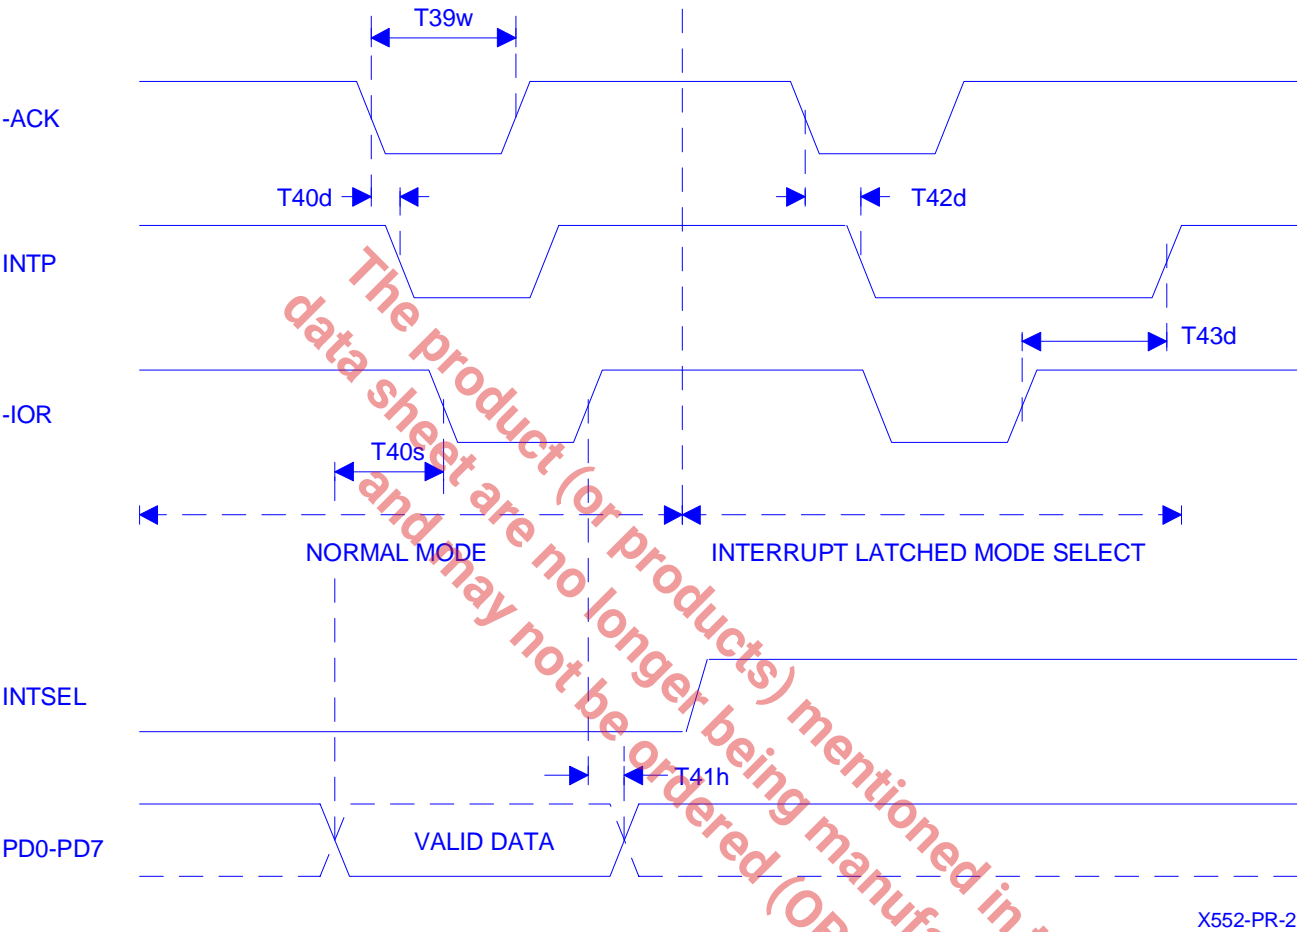 T39w
-ACK
T40d
T42d
INTP
T43d
-IOR
T40s
NORMAL MODE
INTERRUPT LATCHED MODE SELECT
INTSEL
T41h
PD0-PD7
VALID DATA
X552-PR-2
The product (or products) mentioned in
data sheet are no longer being
and may not be ordered